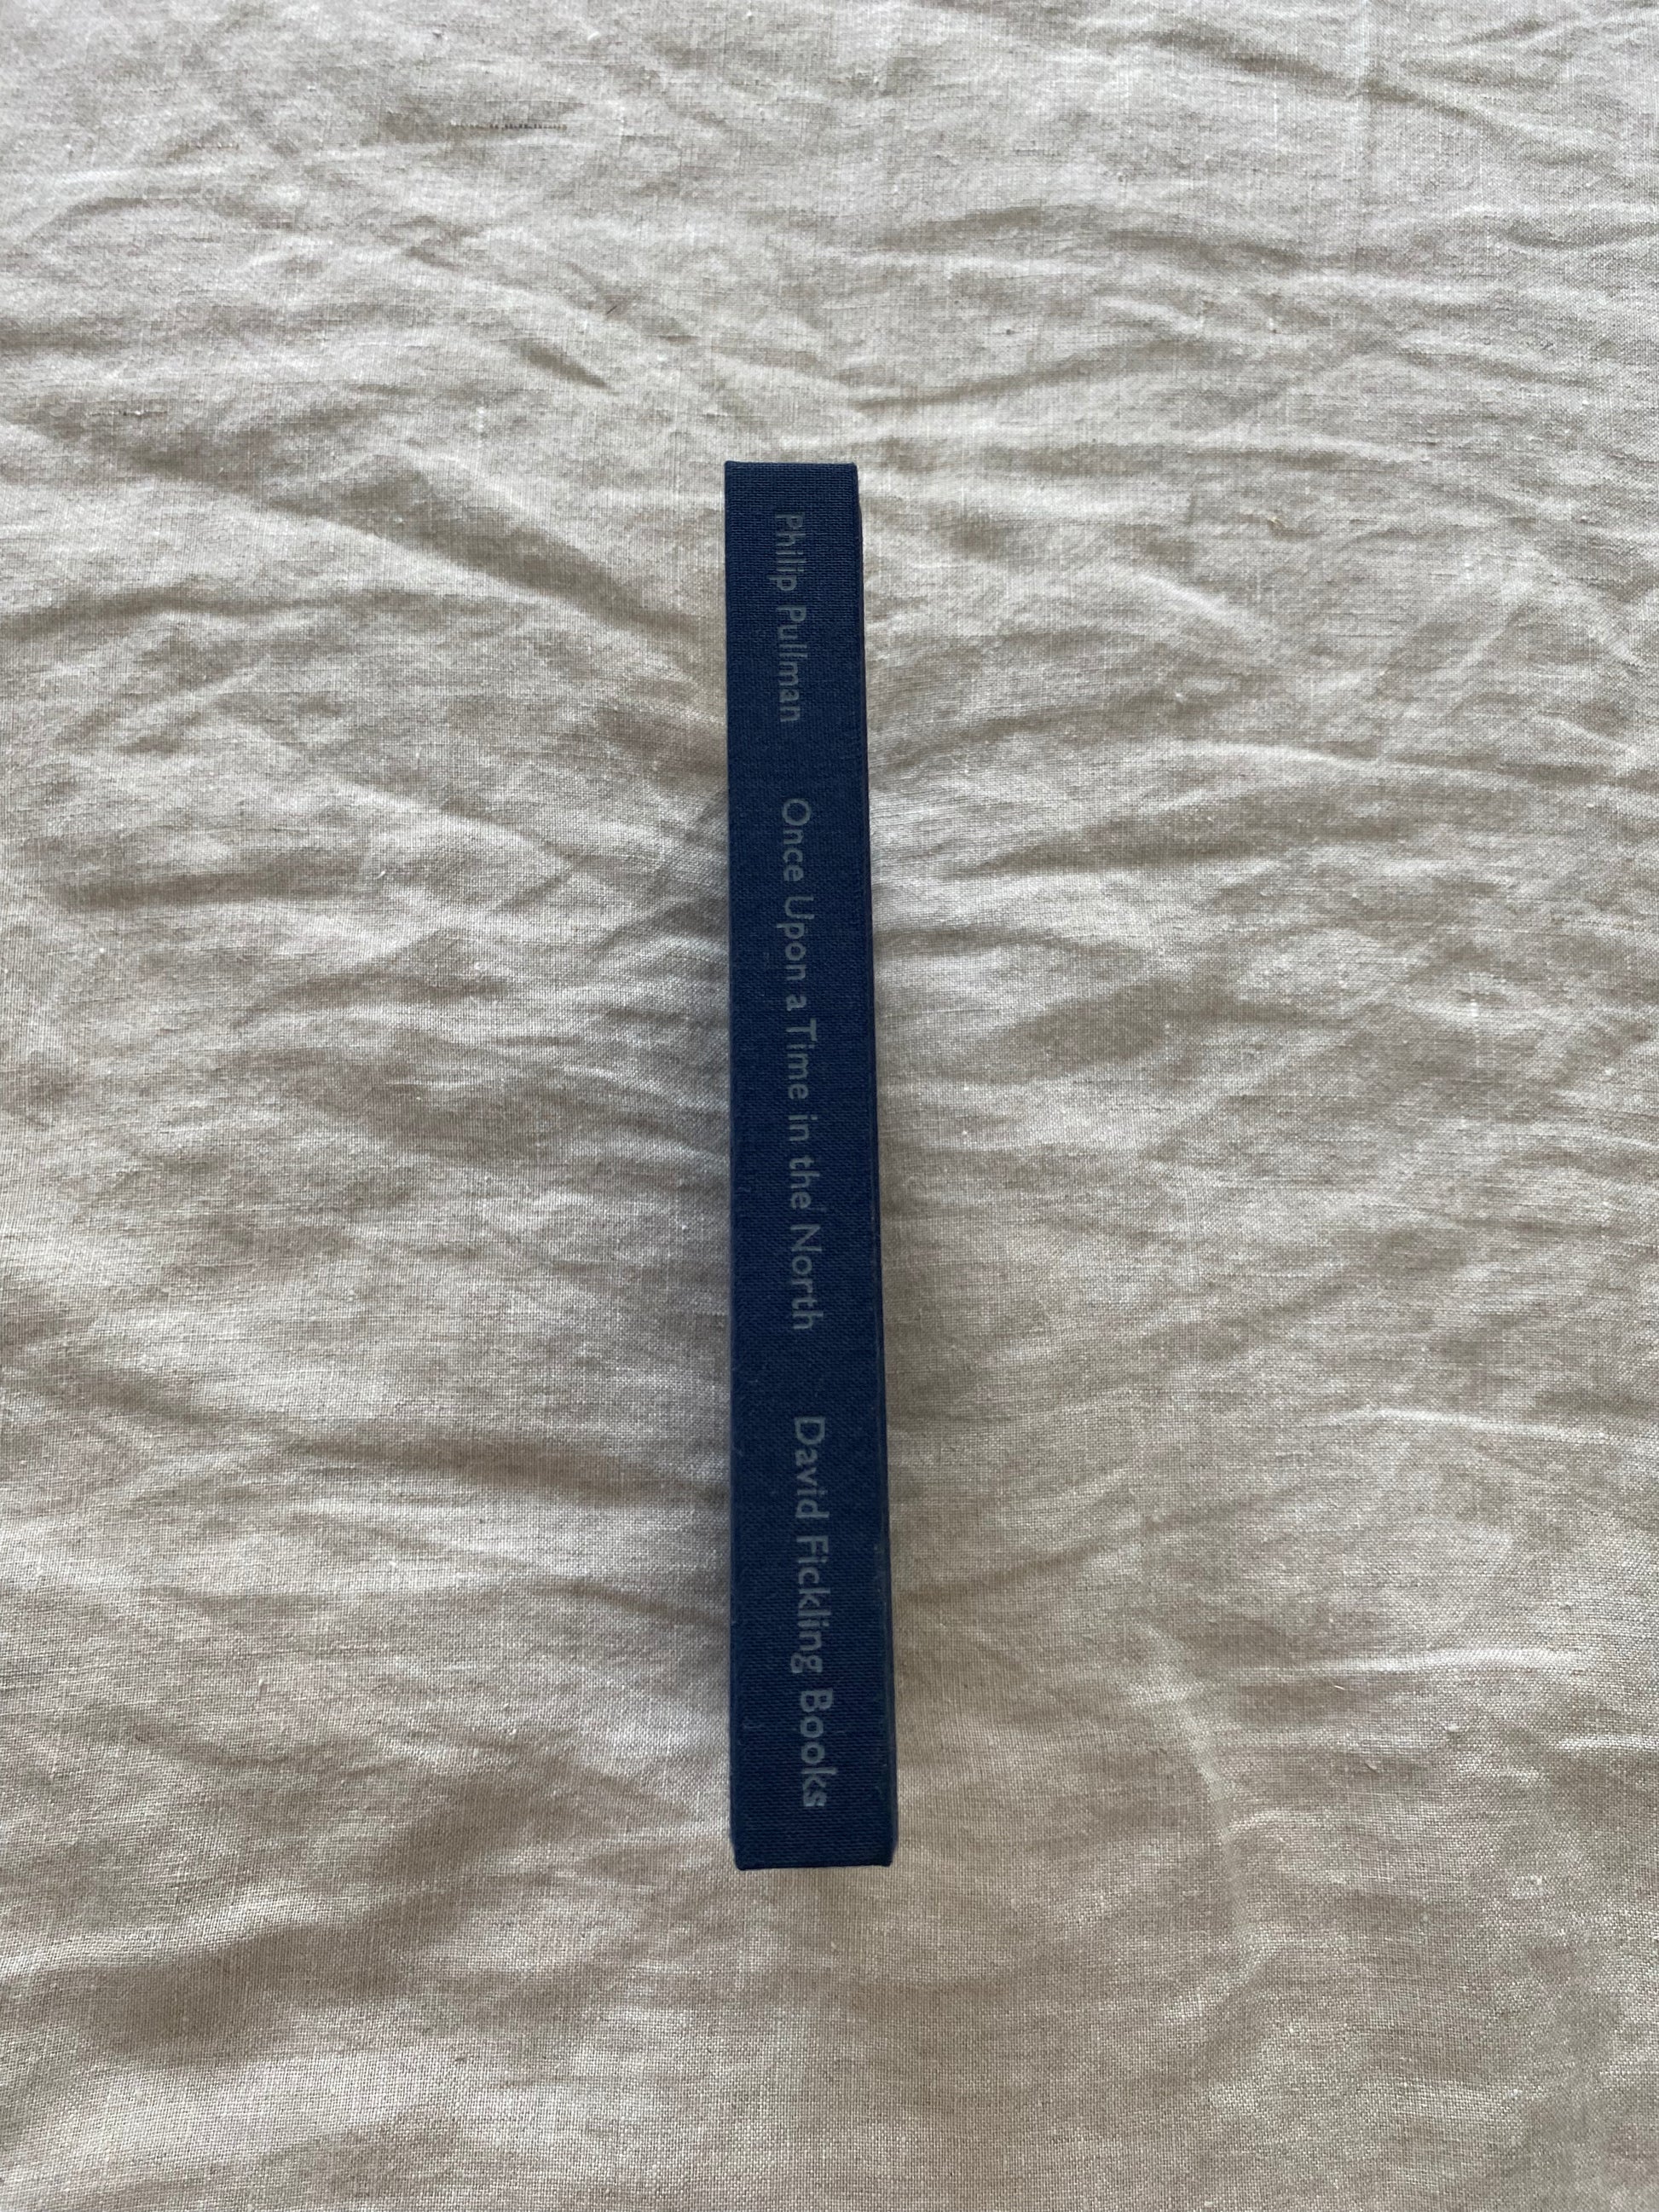 Philip Pullman Once Upon a Time in the North David Fickling Books